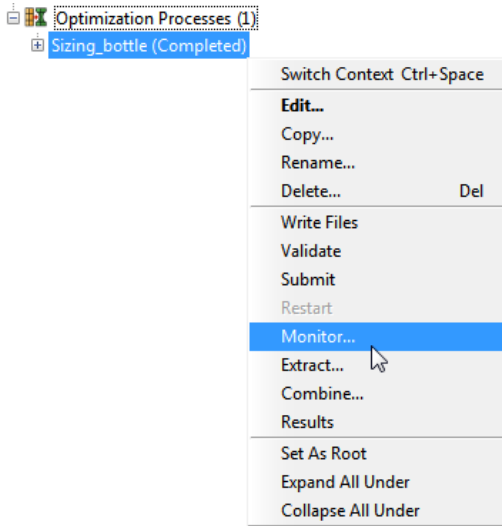 Optimization Processes (1)
Sizing_bottle (Completed)
Switch Context Ctrl+Space
Edit...
Copy...
Rename...
Delete... Del
Write Files
Validate
Submit
Restart
Monitor...
Extract...
Combine...
Results
Set As Root
Expand All Under
Collapse All Under